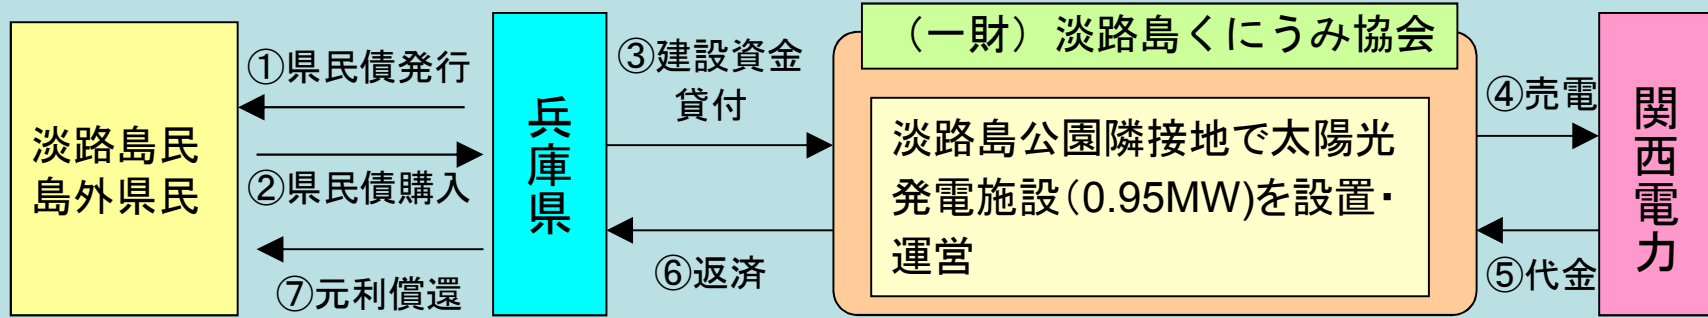 淡路島民
島外県民
①県民債発行
②県民債購入
⑦元利償還
兵庫県
③建設資金
貸付
⑥返済
（一財）淡路島くにうみ協会
淡路島公園隣接地で太陽光
発電施設（0.95MW)を設置・
運営
④売電
⑤代金
関西電力